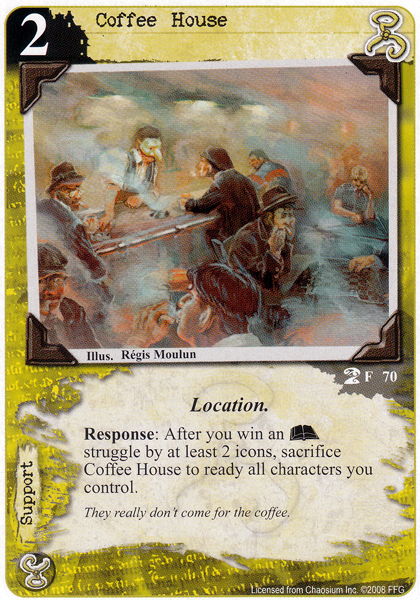 2
Coffee House
Illus. Régis Moulun
F 70
Location.
Response: After you win an
struggle by at least 2 icons, sacrifice
Coffee House to ready all characters you
control.
They really don't come for the coffee.
Support
Licensed from Chaosium Inc. ©2008 FFG